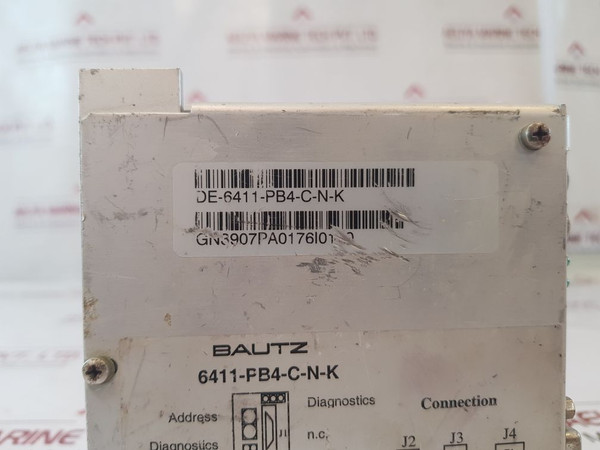 DE-6411-PB4-C-N-K
BAUTZ
6411-PB4-C-N-K
Address
Diagnostics
Connection
J1
n.c.
J2
J3
J4
Diagnostics